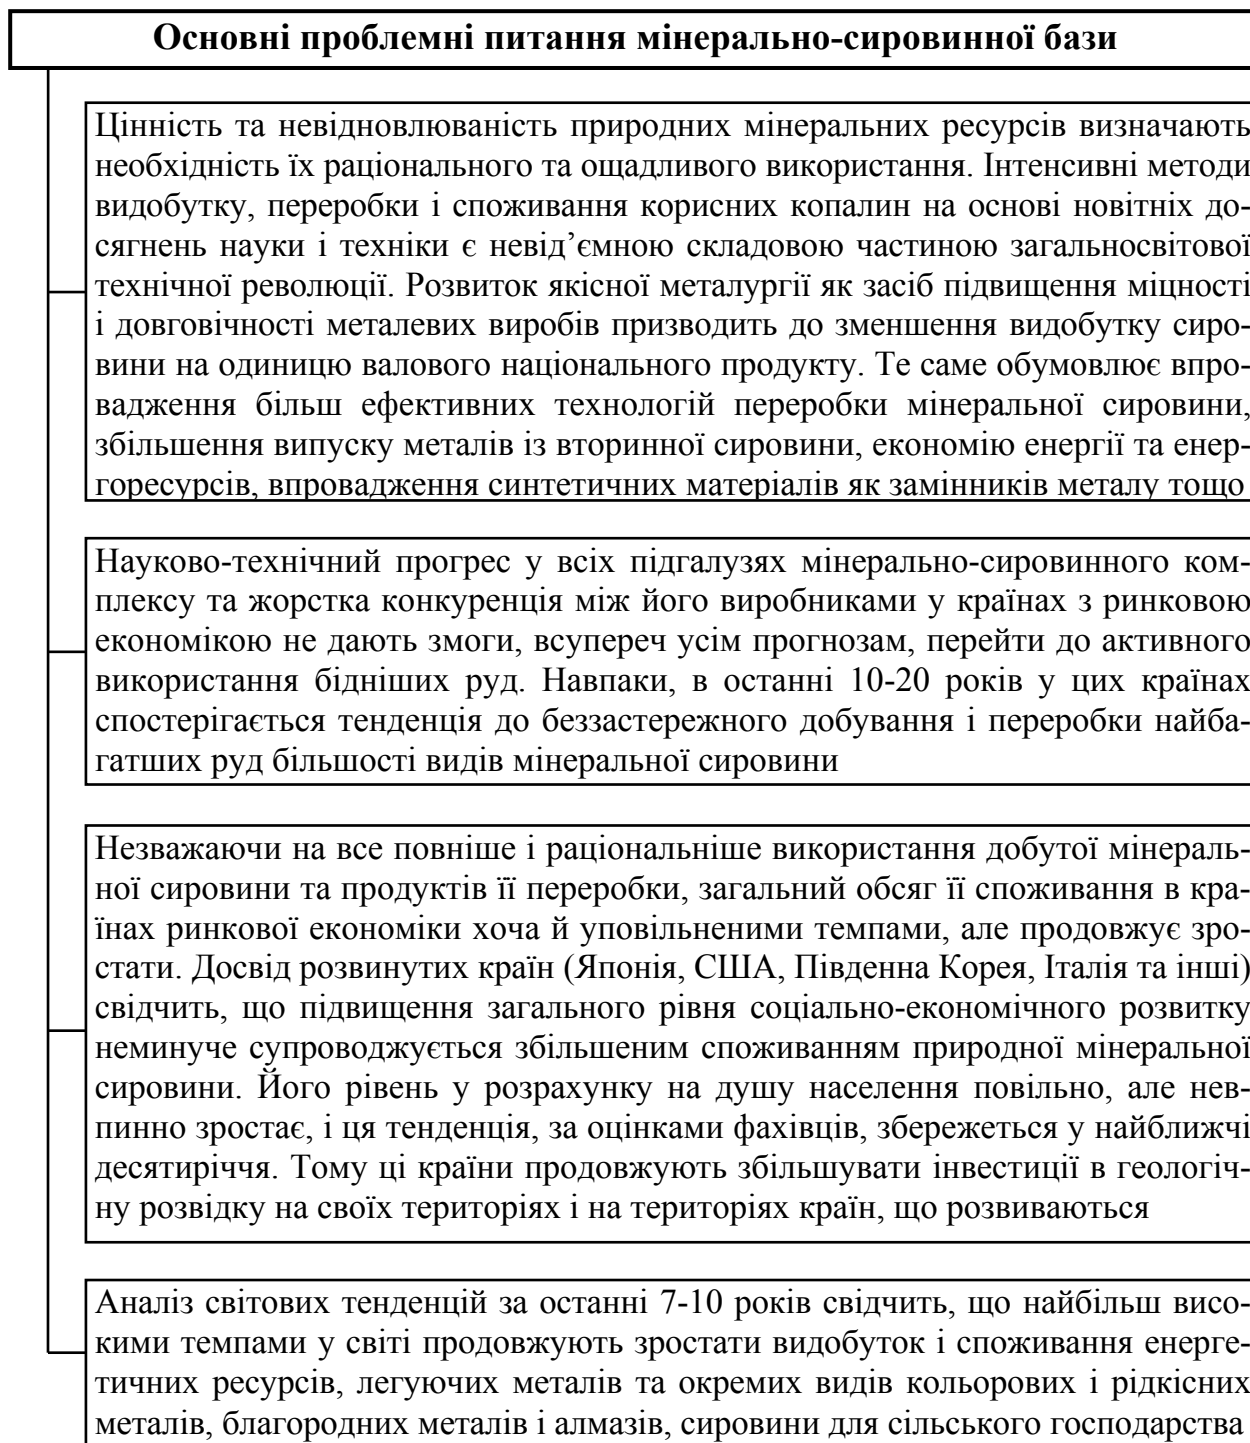 Основні проблемні питання мінерально-сировинної бази
Цінність та невідновлюваність природних мінеральних ресурсів визначають
необхідність їх раціонального та ощадливого використання. Інтенсивні методи
видобутку, переробки і споживання корисних копалин на основі новітніх до-
сягнень науки і техніки є невід’ємною складовою частиною загальносвітової
технічної революції. Розвиток якісної металургії як засіб підвищення міцності
і довговічності металевих виробів призводить до зменшення видобутку сиро-
вини на одиницю валового національного продукту. Те саме обумовлює впро-
вадження більш ефективних технологій переробки мінеральної сировини,
збільшення випуску металів із вторинної сировини, економію енергії та енер-
горесурсів, впровадження синтетичних матеріалів як замінників металу тощо
Науково-технічний прогрес у всіх підгалузях мінерально-сировинного ком-
плексу та жорстка конкуренція між його виробниками у країнах з ринковою
економікою не дають змоги, всупереч усім прогнозам, перейти до активного
використання бідніших руд. Навпаки, в останні 10-20 років у цих країнах
спостерігається тенденція до беззастережного добування і переробки найба-
гатших руд більшості видів мінеральної сировини
Незважаючи на все повніше і раціональніше використання добутої мінераль-
ної сировини та продуктів її переробки, загальний обсяг її споживання в кра-
їнах ринкової економіки хоча й уповільненими темпами, але продовжує зро-
стати. Досвід розвинутих країн (Японія, США, Південна Корея, Італія та інші)
свідчить, що підвищення загального рівня соціально-економічного розвитку
неминуче супроводжується збільшеним споживанням природної мінеральної
сировини. Його рівень у розрахунку на душу населення повільно, але нев-
пинно зростає, і ця тенденція, за оцінками фахівців, збережеться у найближчі
десятиріччя. Тому ці країни продовжують збільшувати інвестиції в геологіч-
ну розвідку на своїх територіях і на територіях країн, що розвиваються
Аналіз світових тенденцій за останні 7-10 років свідчить, що найбільш висо-
кими темпами у світі продовжують зростати видобуток і споживання енерге-
тичних ресурсів, легуючих металів та окремих видів кольорових і рідкісних
металів, благородних металів і алмазів, сировини для сільського господарства